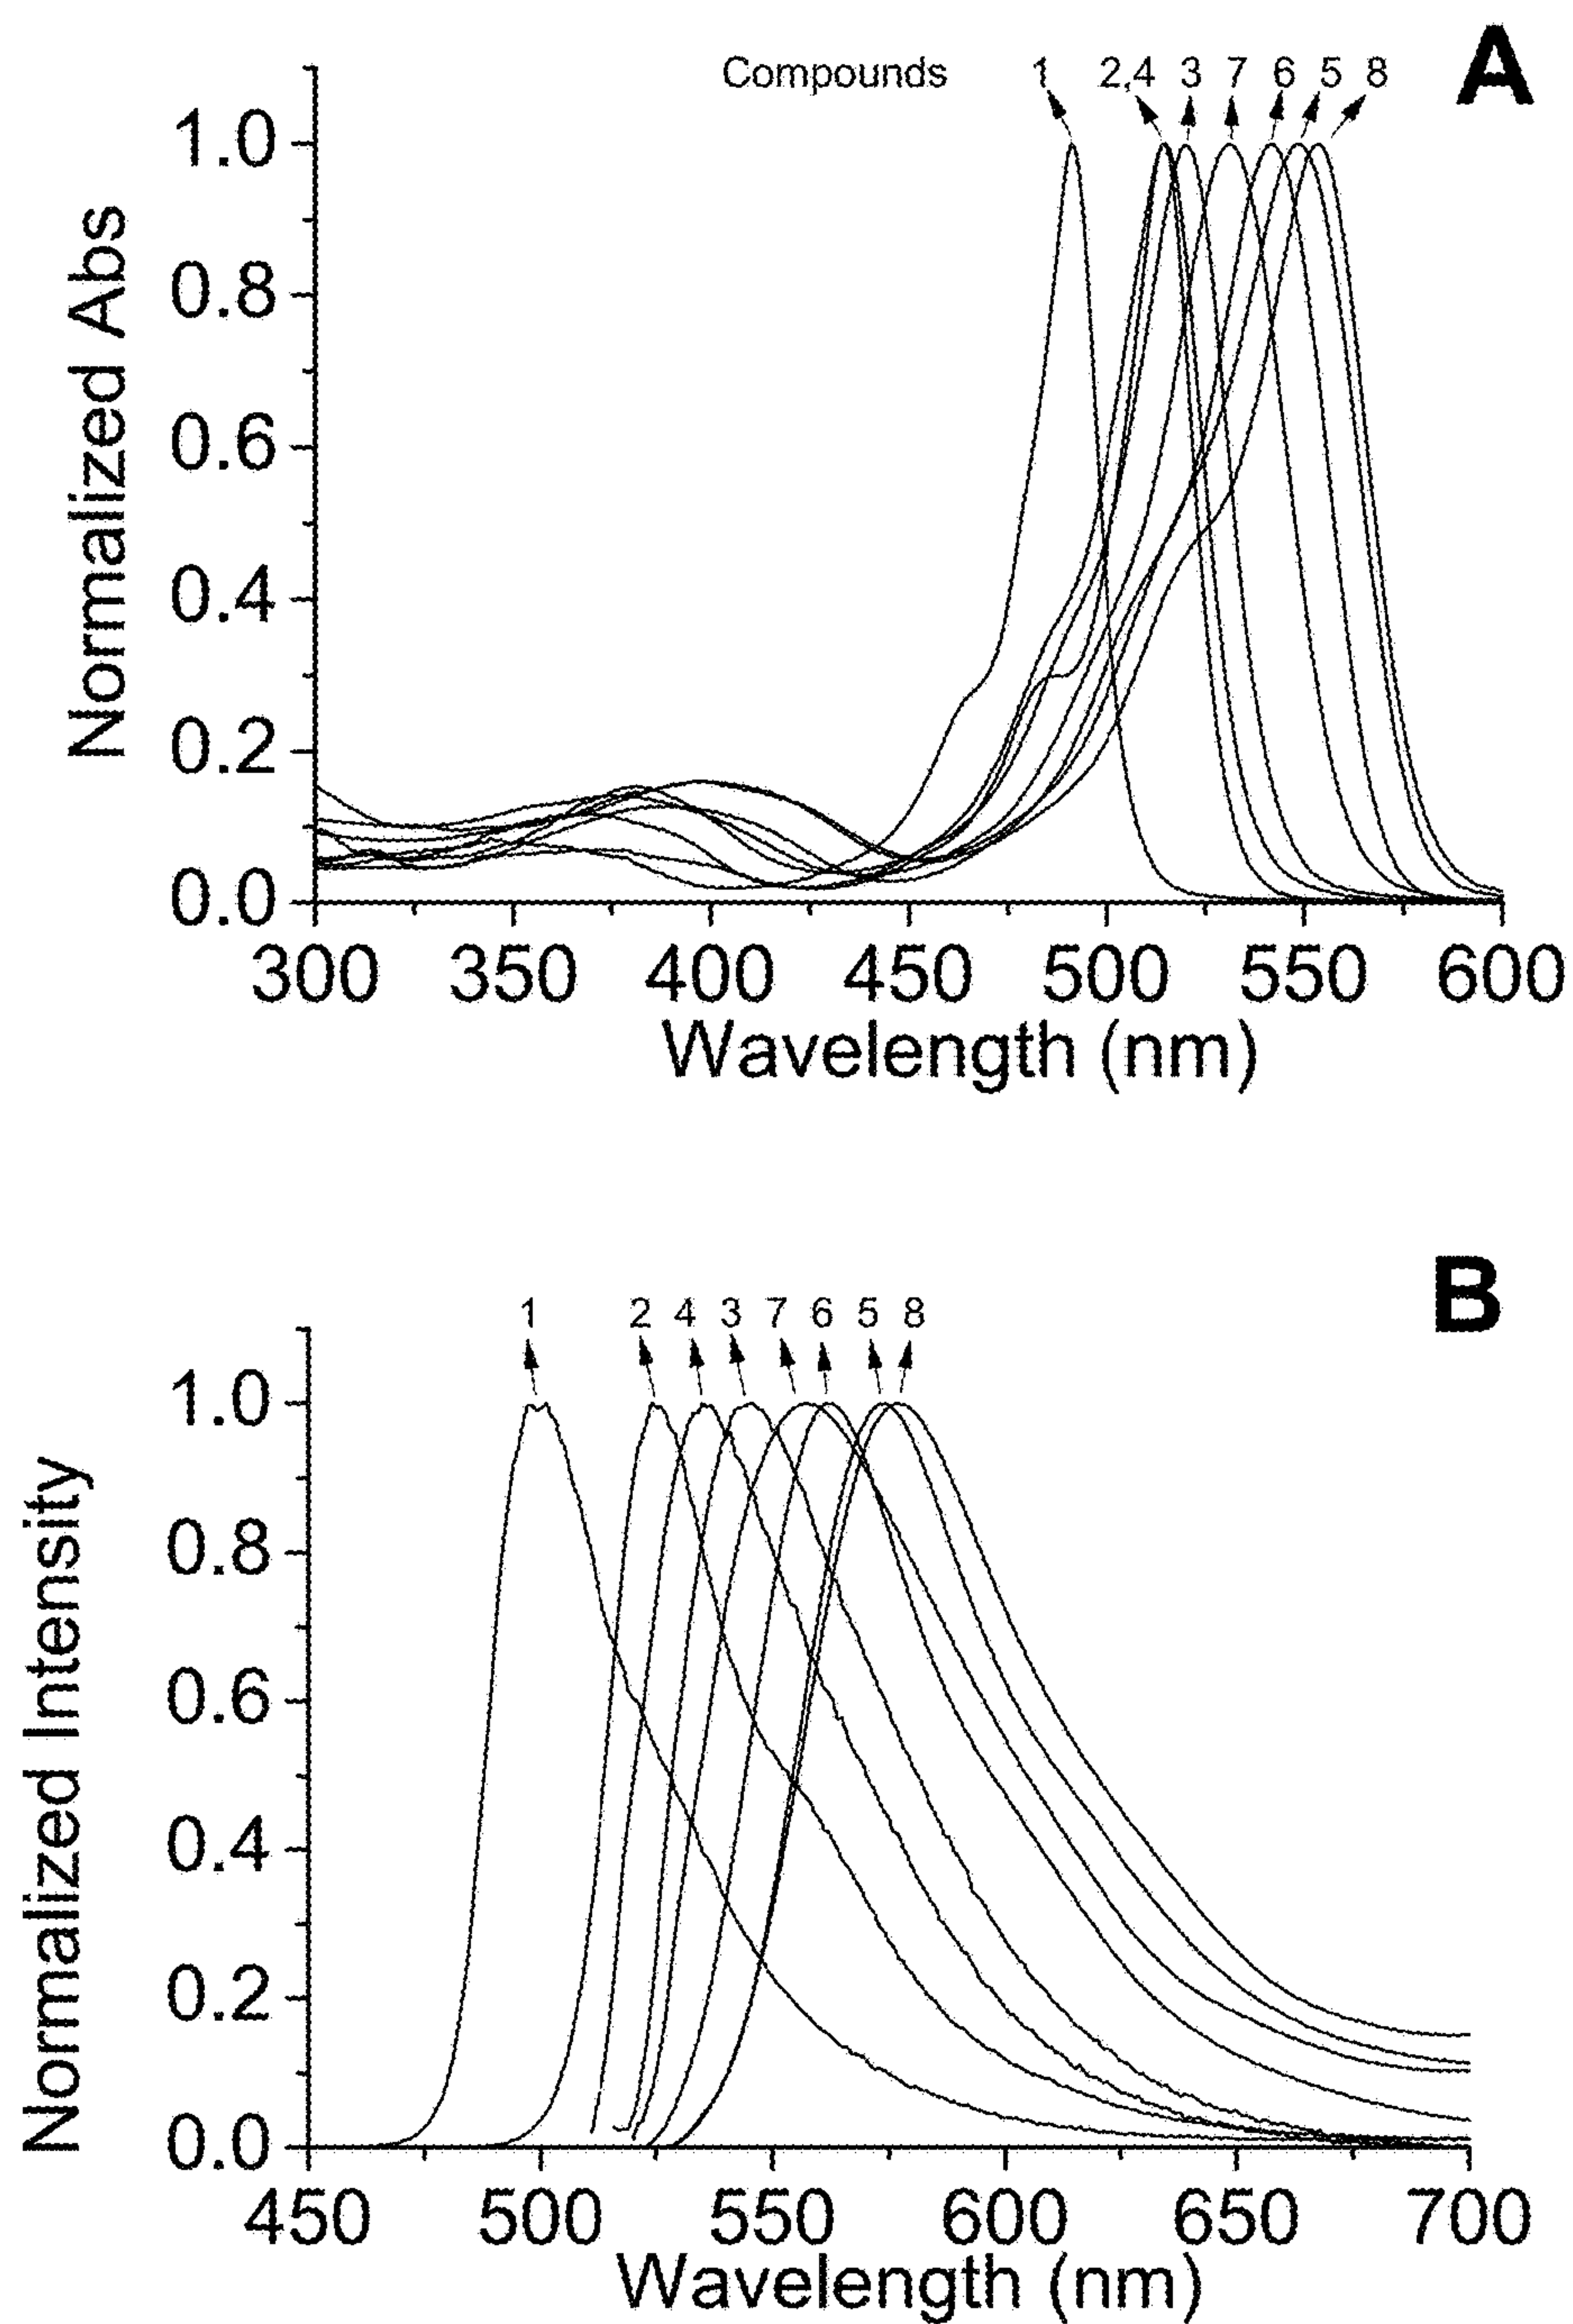 A
Compounds 1 2,4 3 7 6 5 8
1.0
0.8
0.6
0.4
0.2
0.0
Normalized Abs
300 350 400 450 500 550 600
Wavelength (nm)
B
1 2 4 3 7 6 5 8
1.0
0.8
0.6
0.4
0.2
0.0
Normalized Intensity
450 500 550 600 650 700
Wavelength (nm)